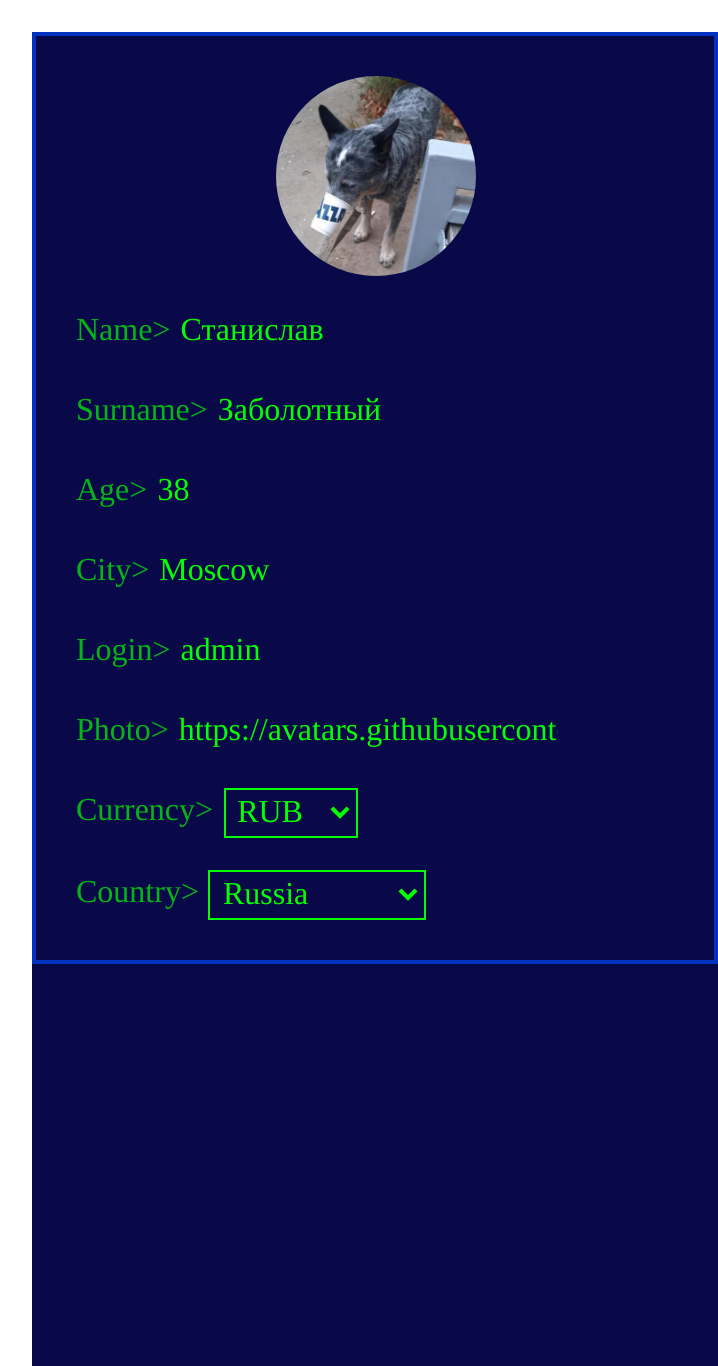 Name> Станислав
Surname> Заболотный
Age> 38
City> Moscow
Login> admin
Photo> https://avatars.githubusercont
Currency> RUB
Country> Russia